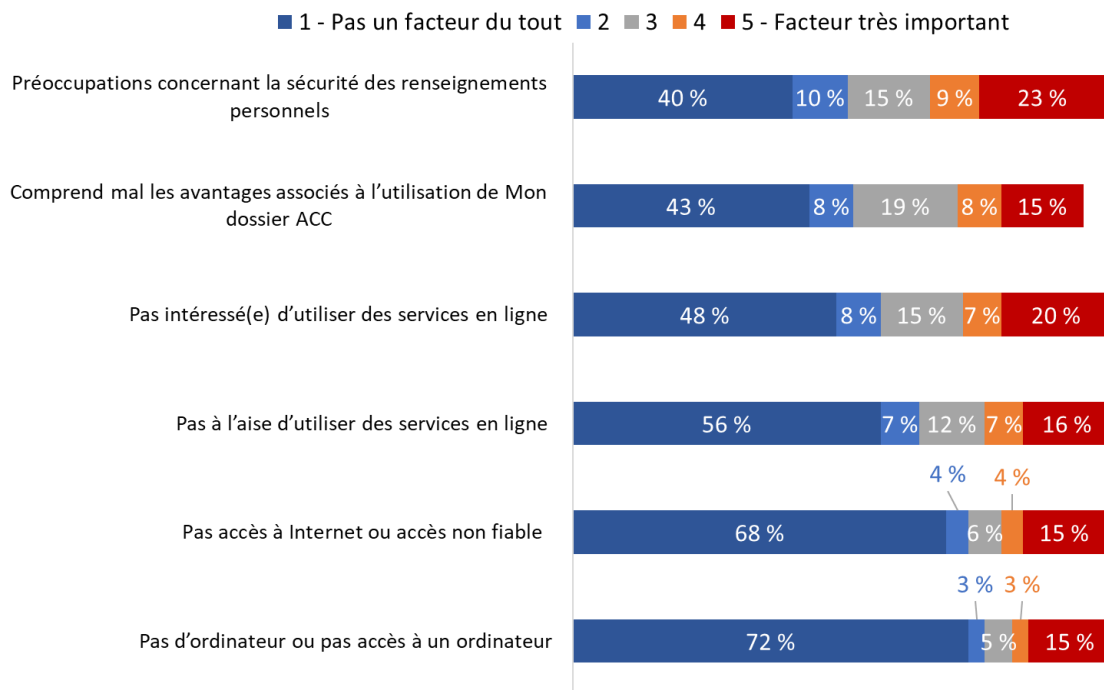 1 - Pas un facteur du tout 2 3 4 5 - Facteur très important
Préoccupations concernant la sécurité des renseignements
personnels
40 % 10 % 15 % 9 % 23 %
Comprend mal les avantages associés à l’utilisation de Mon
dossier ACC
43 % 8 % 19 % 8 % 15 %
Pas intéressé(e) d’utiliser des services en ligne
48 % 8 % 15 % 7 % 20 %
Pas à l’aise d’utiliser des services en ligne
56 % 7 % 12 % 7 % 16 %
4 % 4 %
Pas accès à Internet ou accès non fiable
68 % 6 % 15 %
3 % 3 %
Pas d’ordinateur ou pas accès à un ordinateur
72 % 5 % 15 %